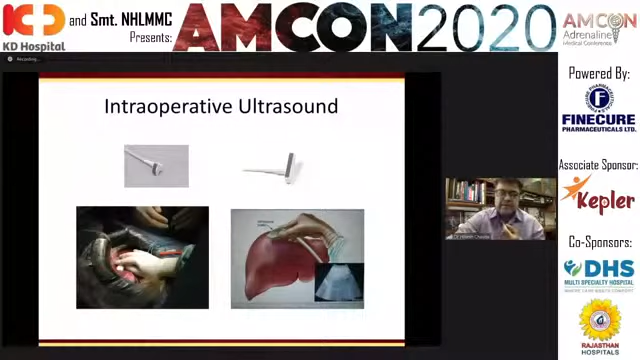 KD Hospital
and Smt. NHLMMC
Presents:
AMCON2020
AMCON
Adrenaline
Medical Conference
Recording...
Intraoperative Ultrasound
Powered By:
F
FINECURE
PHARMACEUTICALS LTD.
Associate Sponsor:
Kepler
Co-Sponsors:
DHS
MULTI SPECIALITY HOSPITAL
RAJASTHAN
HOSPITALS